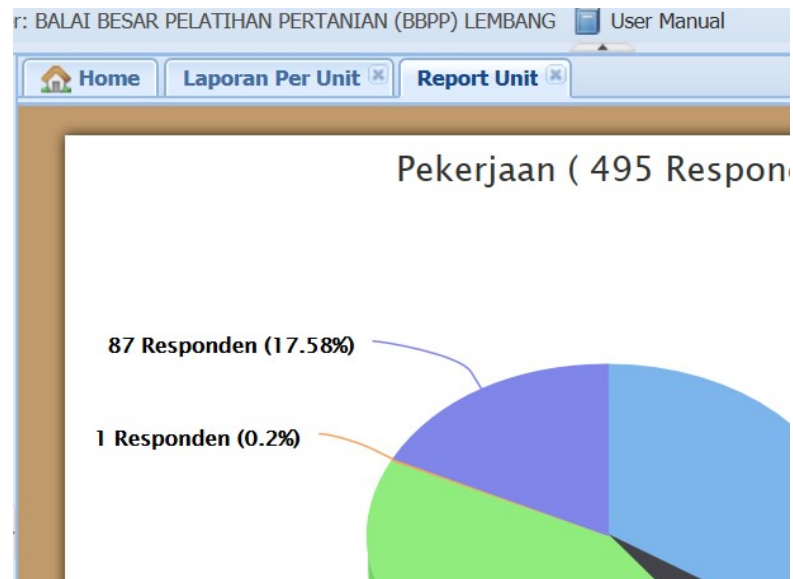 r: BALAI BESAR PELATIHAN PERTANIAN (BBPP) LEMBANG User Manual
Home Laporan Per Unit Report Unit
Pekerjaan ( 495 Respon
87 Responden (17.58%)
1 Responden (0.2%)